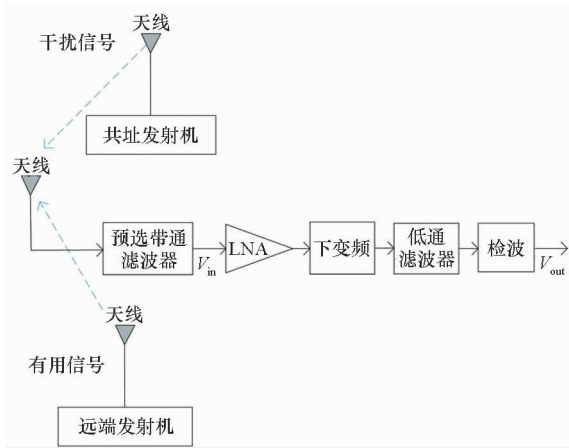 天线
干扰信号
共址发射机
天线
预选带通
滤波器
V_in
LNA
下变频
低通
滤波器
检波
V_out
天线
有用信号
远端发射机